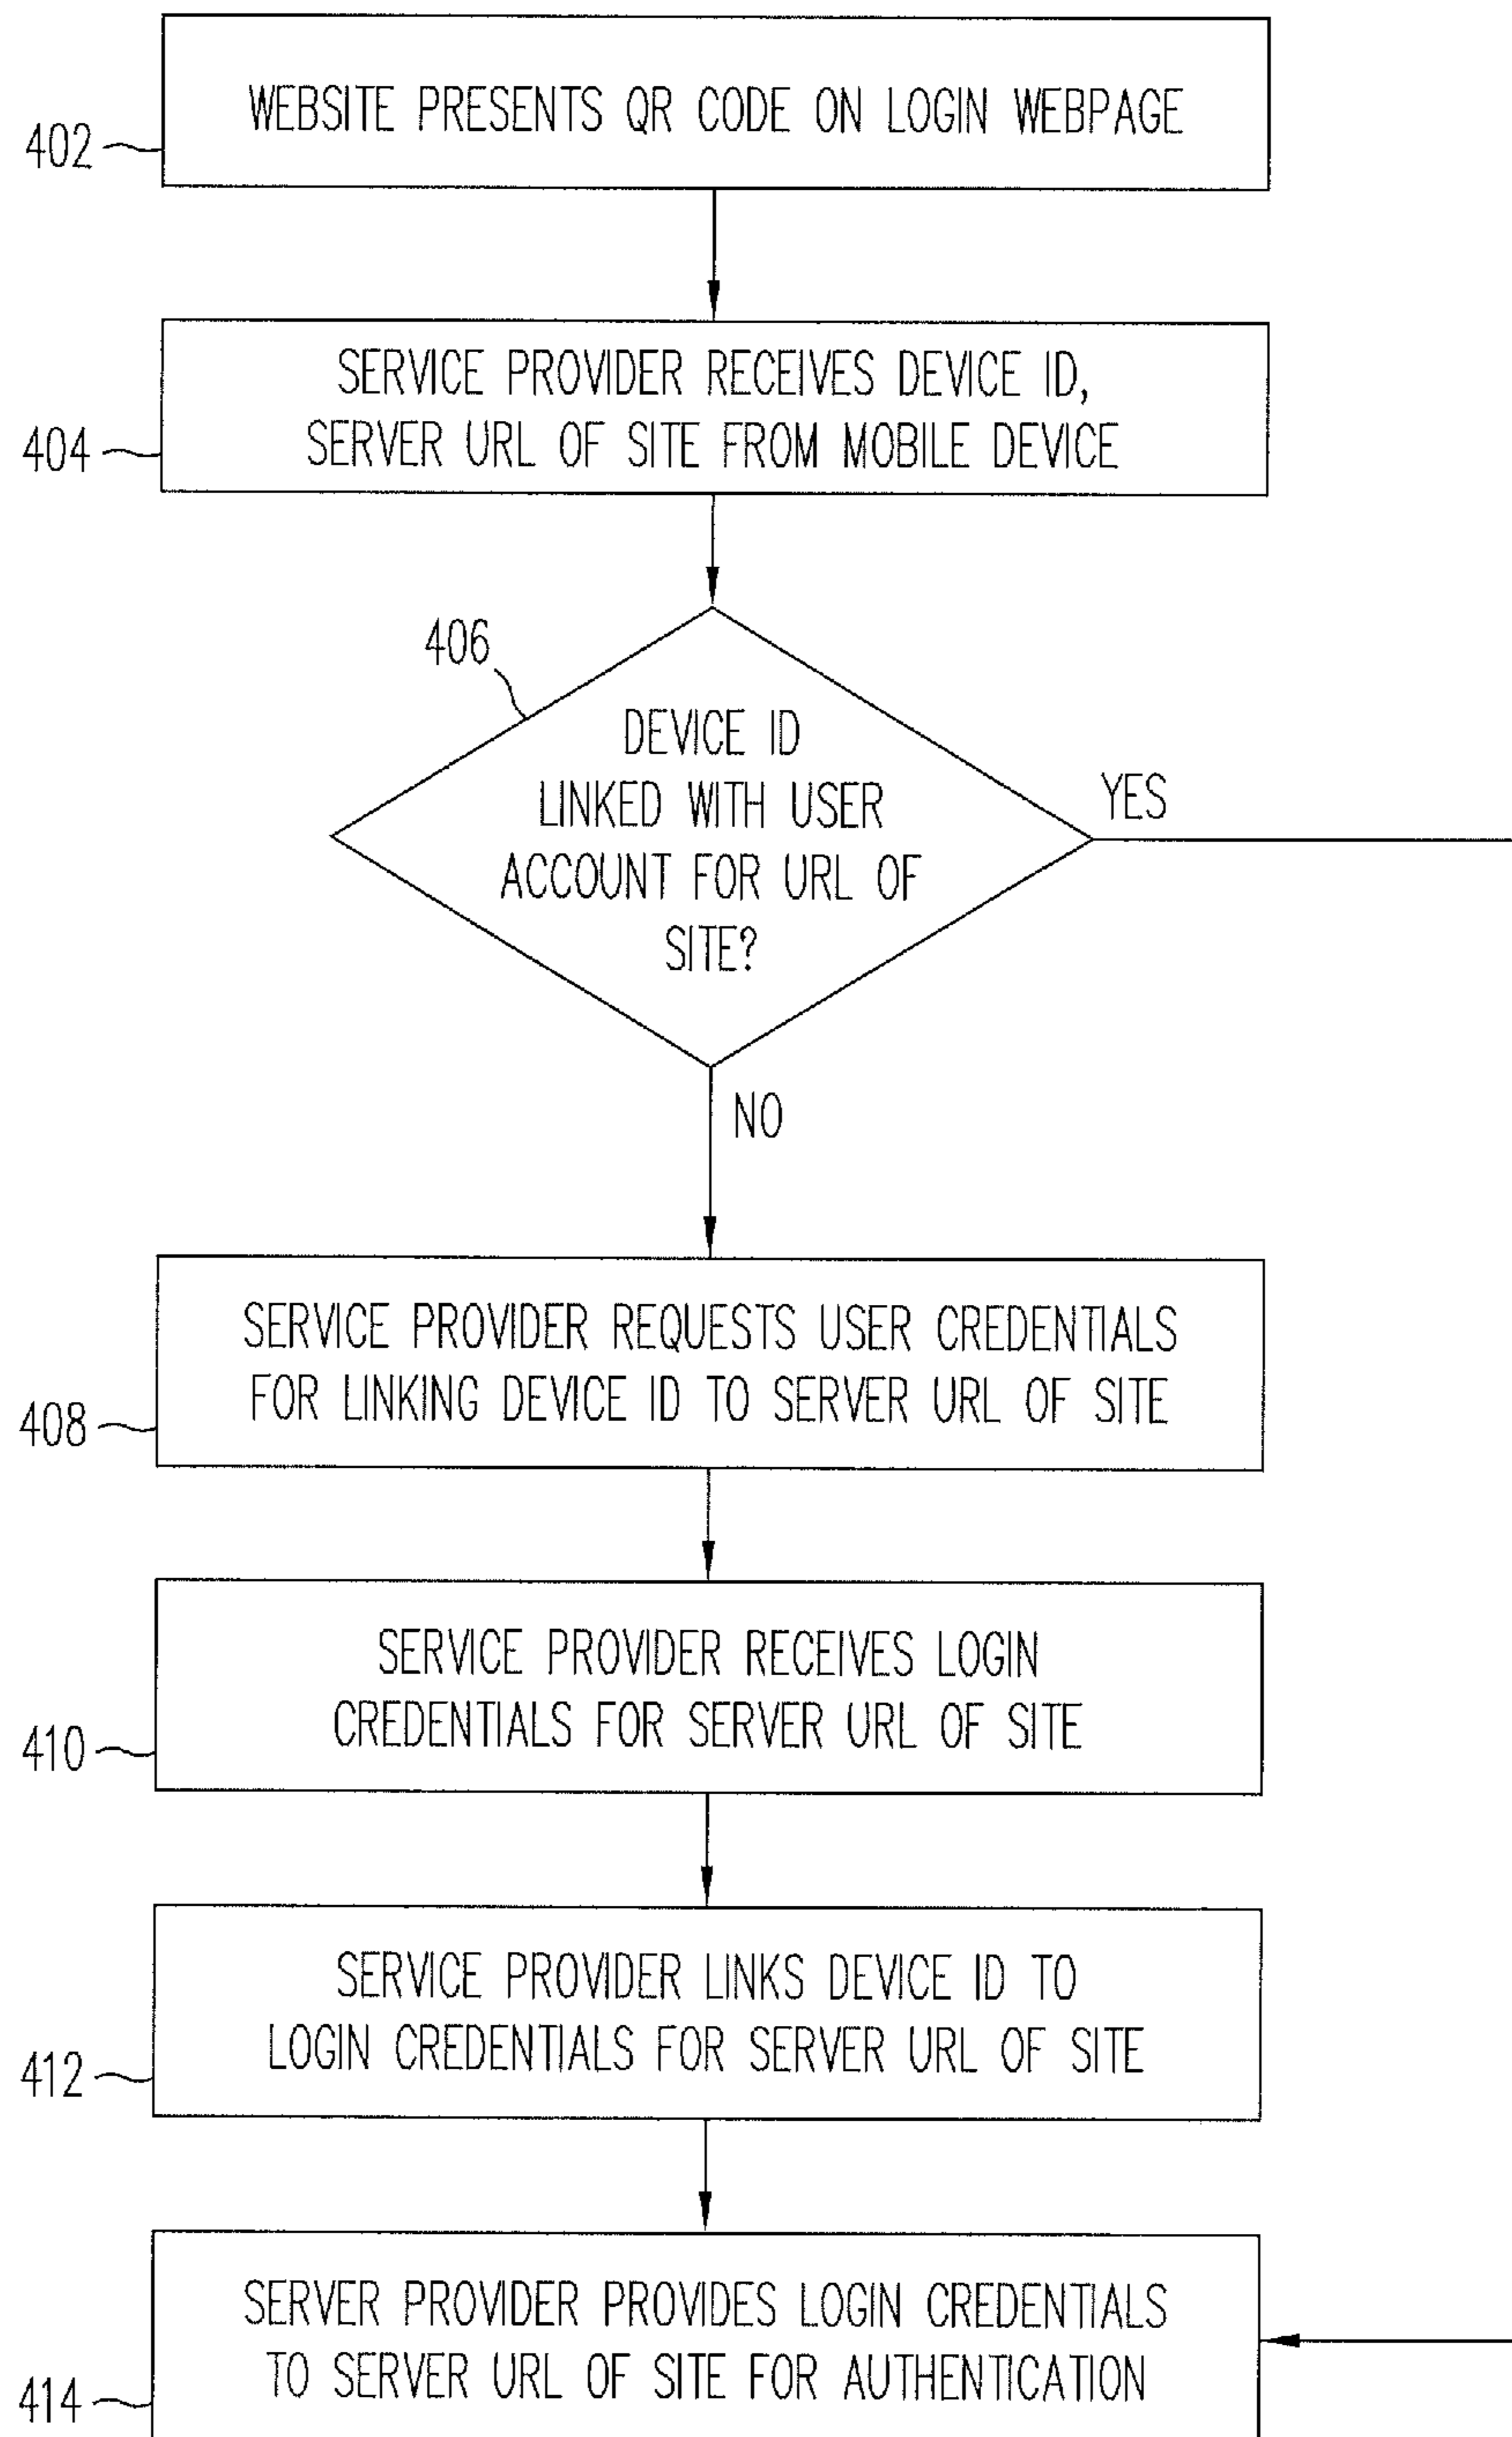 WEBSITE PRESENTS QR CODE ON LOGIN WEBPAGE
402
SERVICE PROVIDER RECEIVES DEVICE ID,
SERVER URL OF SITE FROM MOBILE DEVICE
404
406
DEVICE ID
LINKED WITH USER
ACCOUNT FOR URL OF
SITE?
YES
NO
SERVICE PROVIDER REQUESTS USER CREDENTIALS
FOR LINKING DEVICE ID TO SERVER URL OF SITE
408
SERVICE PROVIDER RECEIVES LOGIN
CREDENTIALS FOR SERVER URL OF SITE
410
SERVICE PROVIDER LINKS DEVICE ID TO
LOGIN CREDENTIALS FOR SERVER URL OF SITE
412
SERVER PROVIDER PROVIDES LOGIN CREDENTIALS
TO SERVER URL OF SITE FOR AUTHENTICATION
414